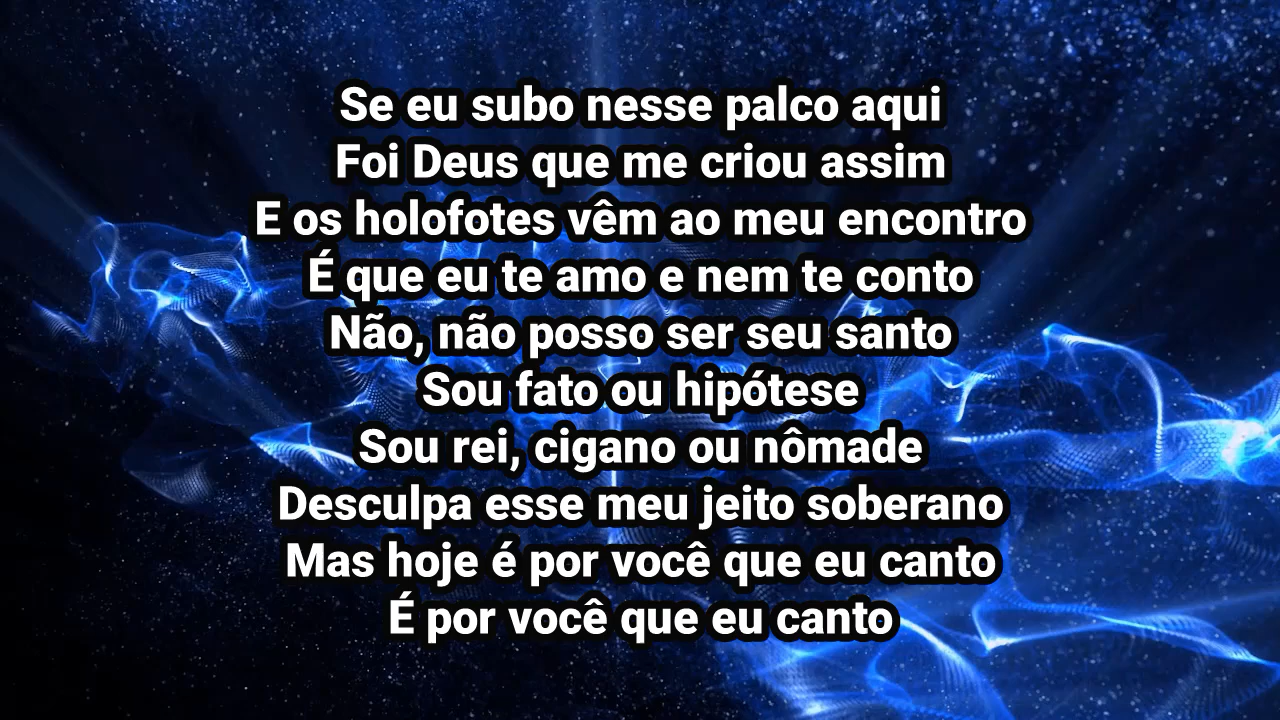 Se eu subo nesse palco aqui
Foi Deus que me criou assim
E os holofotes vêm ao meu encontro
É que eu te amo e nem te conto
Não, não posso ser seu santo
Sou fato ou hipótese
Sou rei, cigano ou nômade
Desculpa esse meu jeito soberano
Mas hoje é por você que eu canto
É por você que eu canto